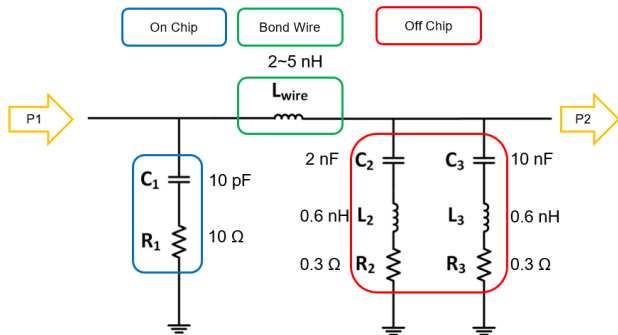 On Chip
Bond Wire
Off Chip
2~5 nH
Lwire
P1
P2
2 nF
C2
C3
10 nF
C1
10 pF
0.6 nH
L2
L3
0.6 nH
R1
10 Ω
0.3 Ω
R2
R3
0.3 Ω